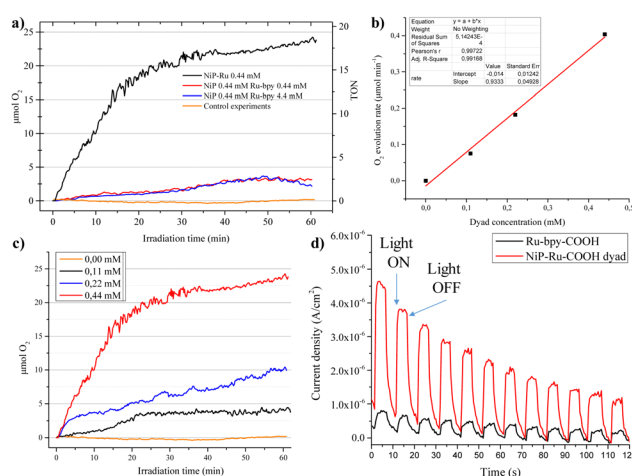 a)
25
20
15
10
5
0
µmol O2
20
15
10
5
0
TON
NiP-Ru 0.44 mM
NiP 0.44 mM Ru-bpy 0.44 mM
NiP 0.44 mM Ru-bpy 4.4 mM
Control experiments
0 10 20 30 40 50 60
Irradiation time (min)
b)
0,4
0,3
0,2
0,1
0,0
O2 evolution rate (µmol min-1)
Equation y = a + b*x
Weight No Weighting
Residual Sum of Squares 5,14243E-4
Pearson's r 0,99722
Adj. R-Square 0,99168
Value Standard Err
rate Intercept -0,014 0,01242
Slope 0,9333 0,04928
0,0 0,1 0,2 0,3 0,4 0,5
Dyad concentration (mM)
c)
25
20
15
10
5
0
µmol O2
0,00 mM
0,11 mM
0,22 mM
0,44 mM
0 10 20 30 40 50 60
Irradiation time (min)
d)
6.0x10-6
5.0x10-6
4.0x10-6
3.0x10-6
2.0x10-6
1.0x10-6
0.0
Current density (A/cm2)
Ru-bpy-COOH
NiP-Ru-COOH dyad
Light
ON
Light
OFF
0 10 20 30 40 50 60 70 80 90 100 110 120
Time (s)